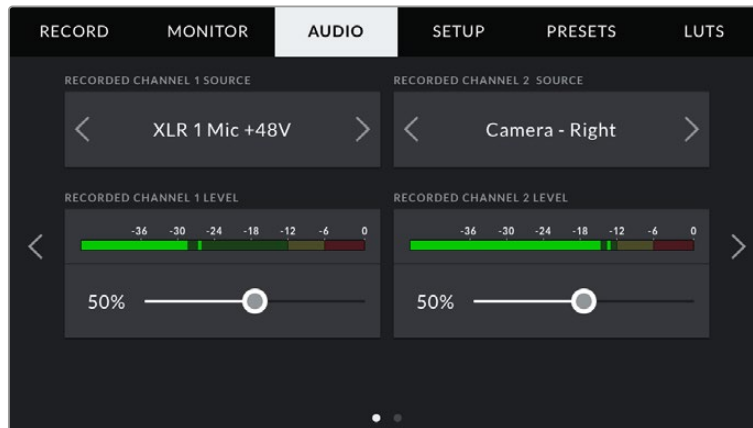 RECORD MONITOR AUDIO SETUP PRESETS LUTS
RECORDED CHANNEL 1 SOURCE
RECORDED CHANNEL 2 SOURCE
XLR 1 Mic +48V
Camera - Right
RECORDED CHANNEL 1 LEVEL
RECORDED CHANNEL 2 LEVEL
-36 -30 -24 -18 -12 -6 0
-36 -30 -24 -18 -12 -6 0
50%
50%